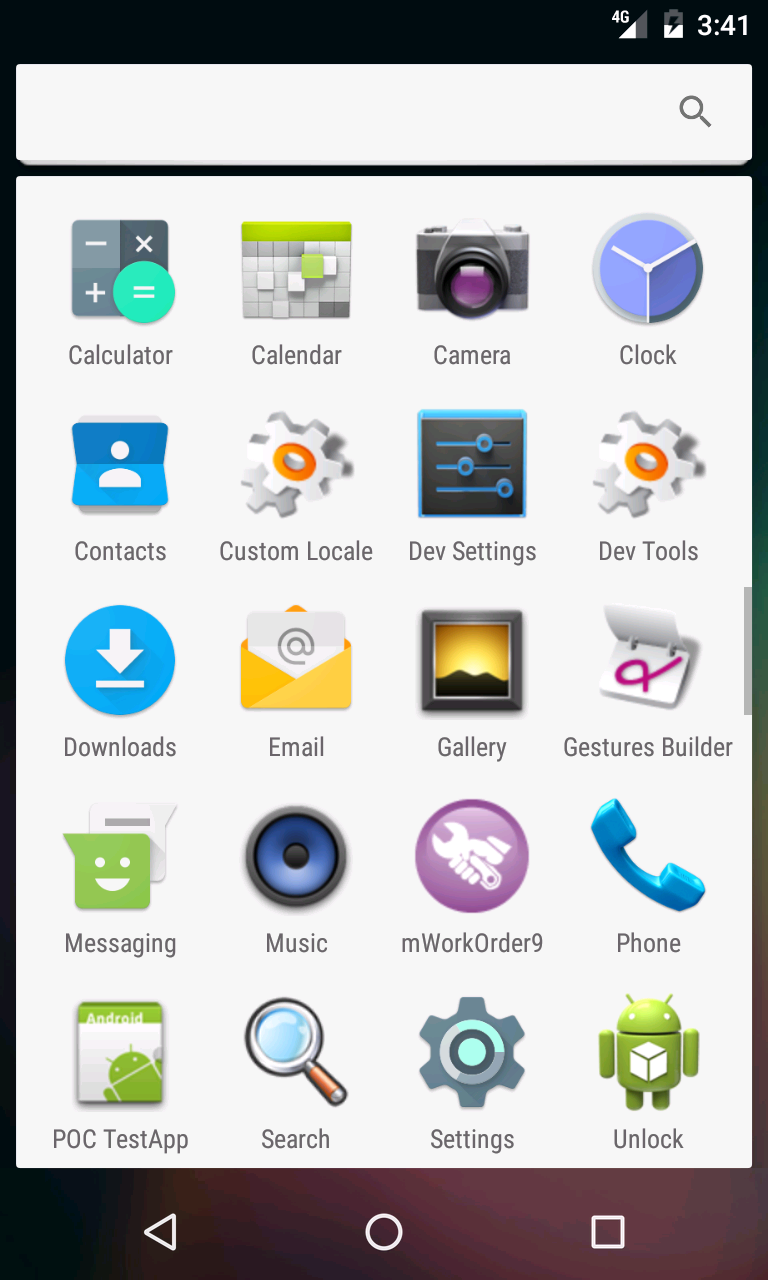 4G 3:41
Calculator Calendar Camera Clock
Contacts Custom Locale Dev Settings Dev Tools
Downloads Email Gallery Gestures Builder
Messaging Music mWorkOrder9 Phone
Android
POC TestApp Search Settings Unlock